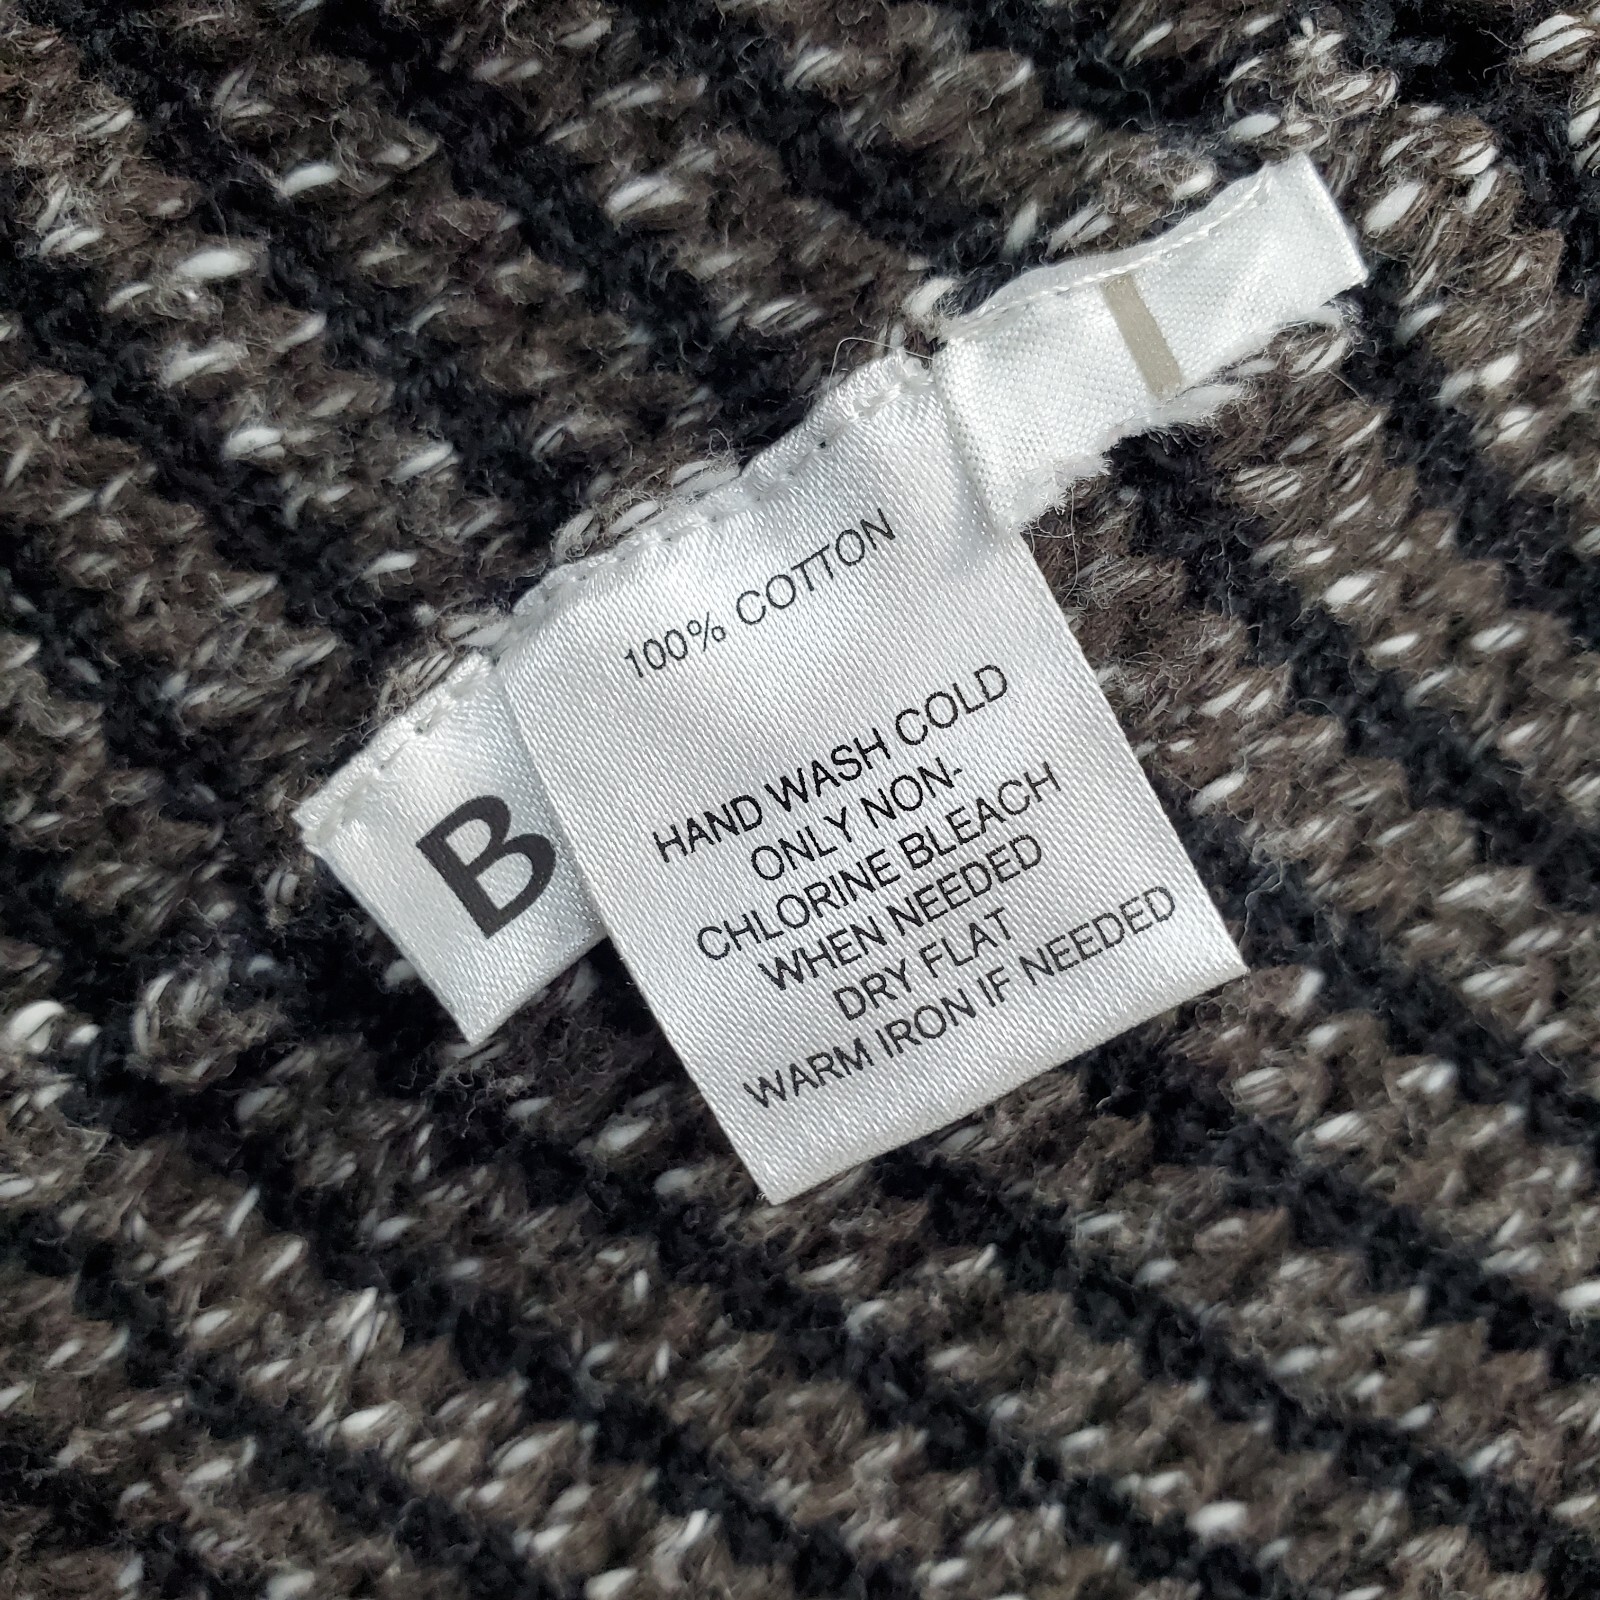 100% COTTON
HAND WASH COLD
ONLY NON-
CHLORINE BLEACH
WHEN NEEDED
DRY FLAT
WARM IRON IF NEEDED
B